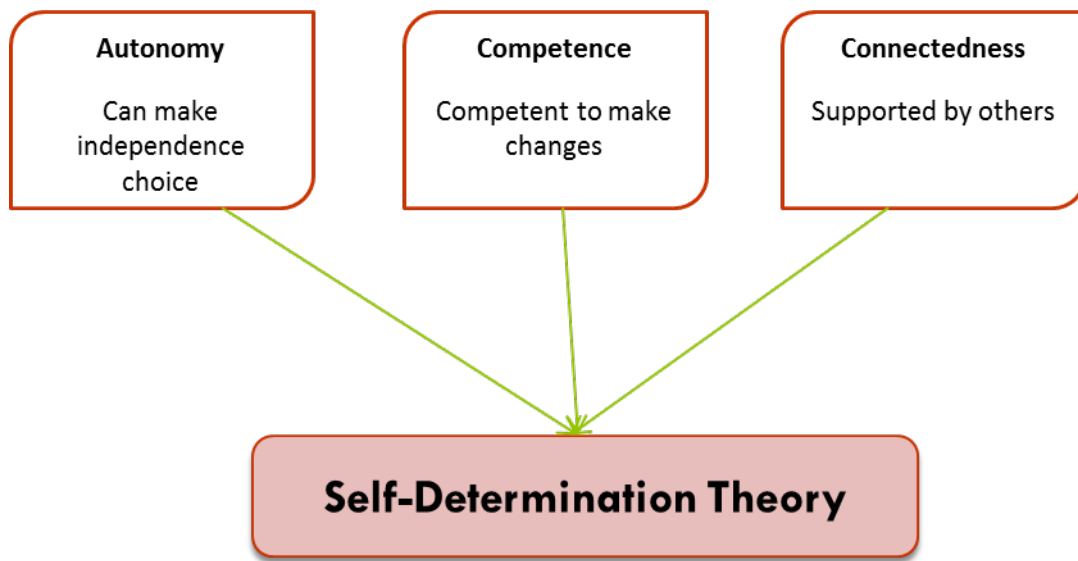 Autonomy
Can make
independence
choice
Competence
Competent to make
changes
Connectedness
Supported by others
Self-Determination Theory